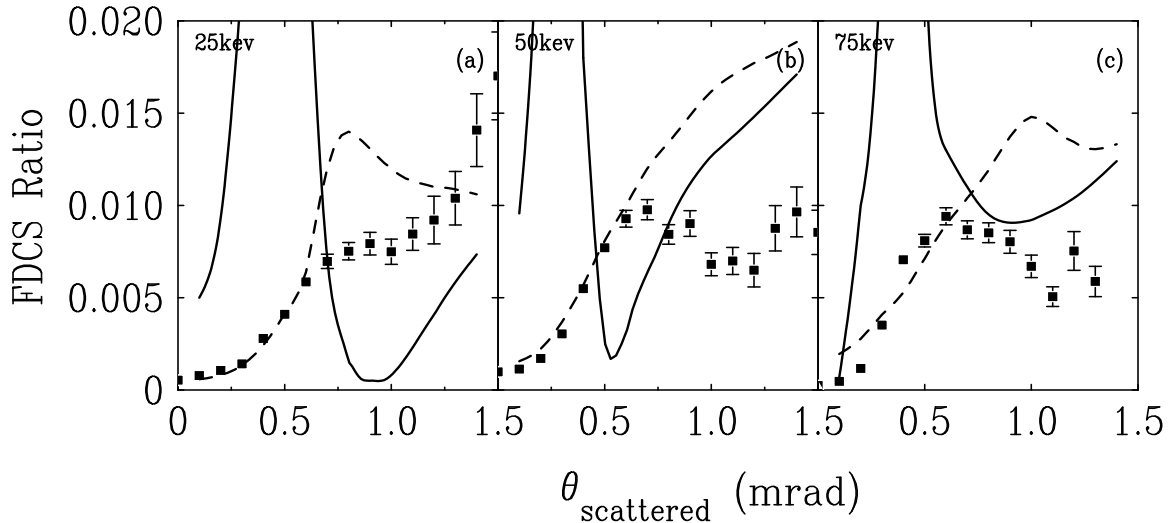 0.020
0.015
0.010
0.005
0
FDCS Ratio
25kev (a)
50kev (b)
75kev (c)
0 0.5 1.0 1.5 0.5 1.0 1.5 0.5 1.0 1.5
θscattered (mrad)